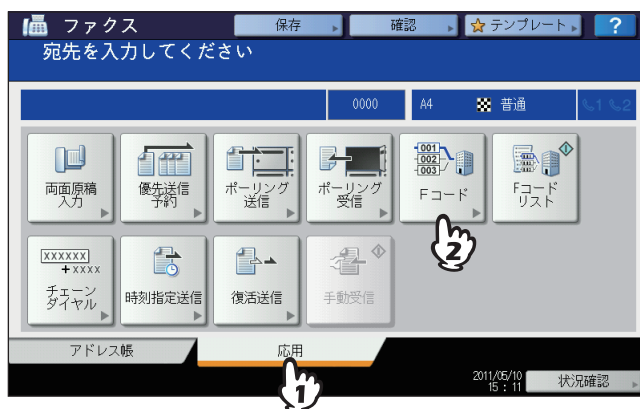 ファクス
保存
確認
テンプレート
?
宛先を入力してください
0000
A4
普通
1
2
両面原稿
入力
優先送信
予約
ポーリング
送信
ポーリング
受信
001
002
003
Fコード
Fコード
リスト
2
XXXXXX
+xxxx
チェーン
ダイヤル
時刻指定送信
復活送信
手動受信
アドレス帳
応用
1
2011/05/10
15:11
状況確認